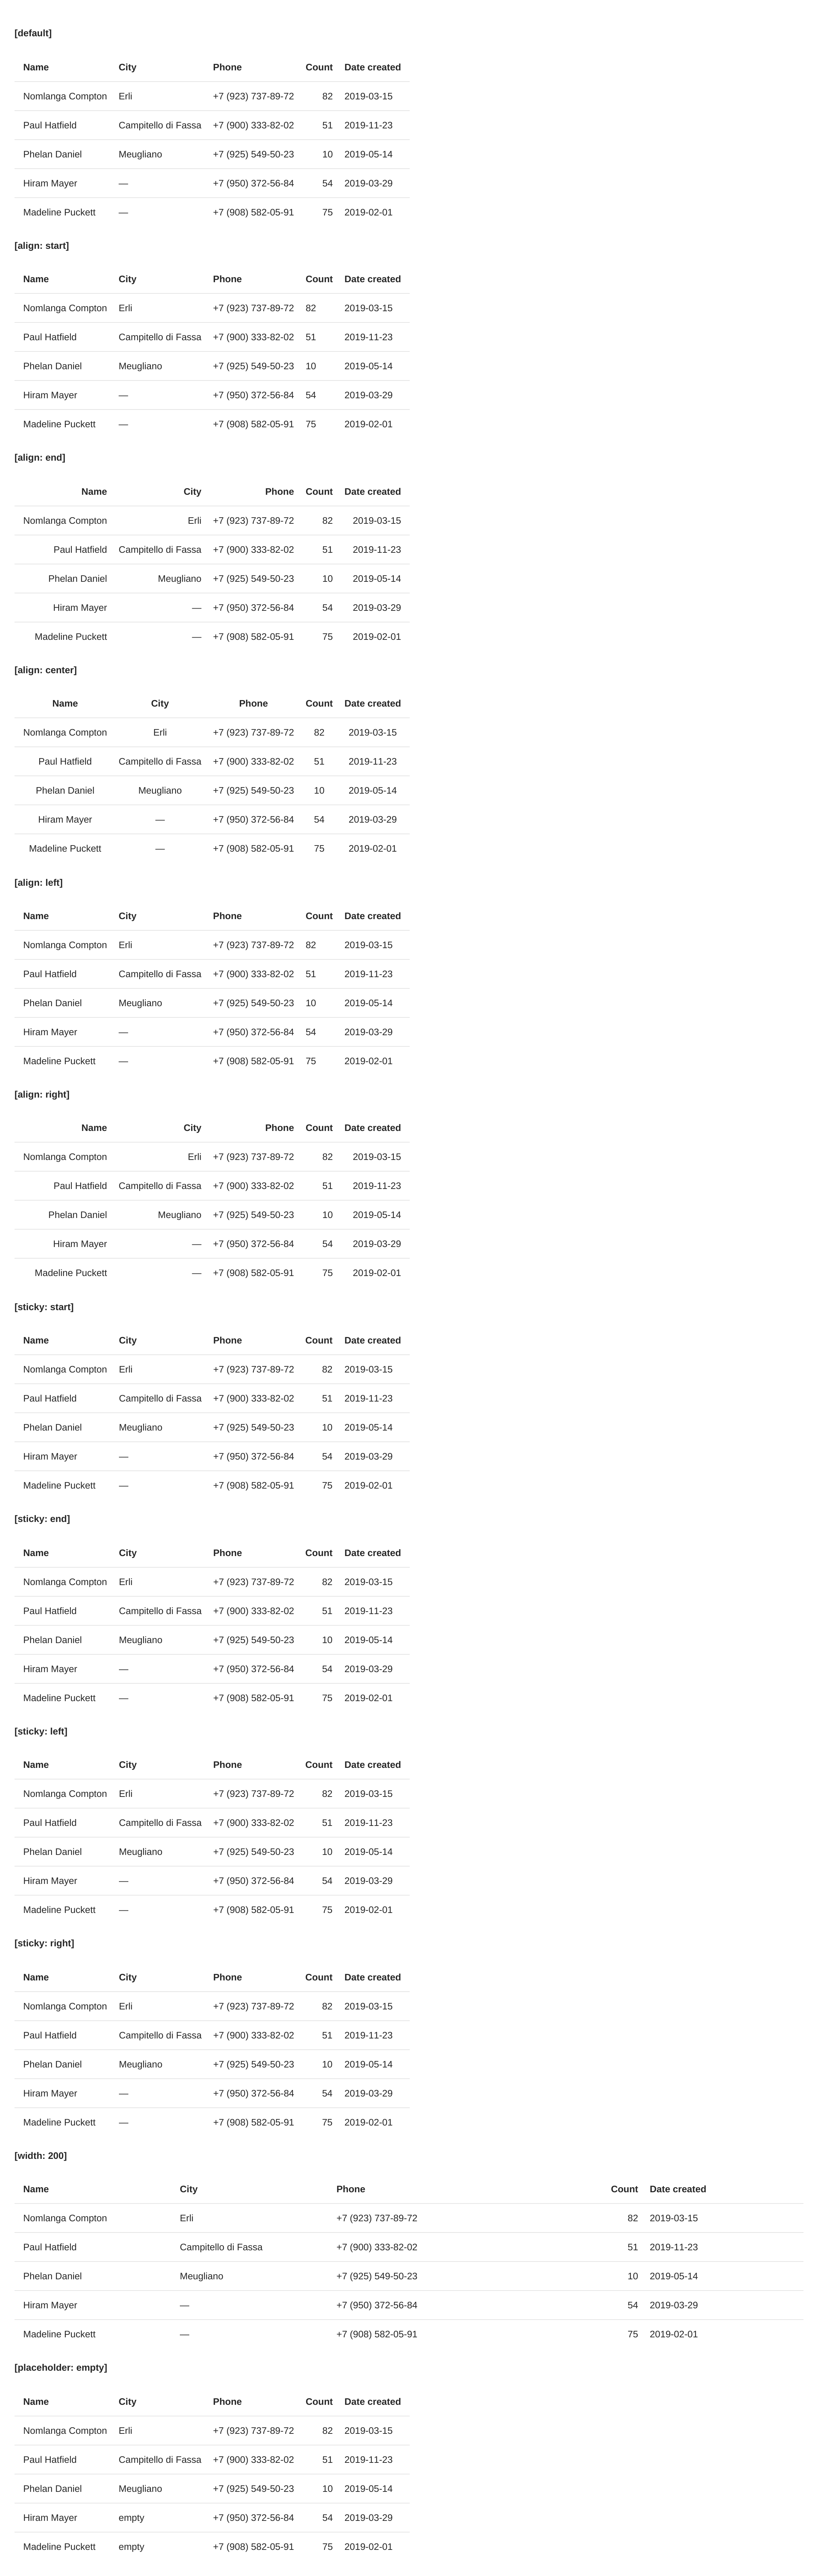 [default]
Name City Phone Count Date created
Nomlanga Compton Erli +7 (923) 737-89-72 82 2019-03-15
Paul Hatfield Campitello di Fassa +7 (900) 333-82-02 51 2019-11-23
Phelan Daniel Meugliano +7 (925) 549-50-23 10 2019-05-14
Hiram Mayer — +7 (950) 372-56-84 54 2019-03-29
Madeline Puckett — +7 (908) 582-05-91 75 2019-02-01
[align: start]
Name City Phone Count Date created
Nomlanga Compton Erli +7 (923) 737-89-72 82 2019-03-15
Paul Hatfield Campitello di Fassa +7 (900) 333-82-02 51 2019-11-23
Phelan Daniel Meugliano +7 (925) 549-50-23 10 2019-05-14
Hiram Mayer — +7 (950) 372-56-84 54 2019-03-29
Madeline Puckett — +7 (908) 582-05-91 75 2019-02-01
[align: end]
Name City Phone Count Date created
Nomlanga Compton Erli +7 (923) 737-89-72 82 2019-03-15
Paul Hatfield Campitello di Fassa +7 (900) 333-82-02 51 2019-11-23
Phelan Daniel Meugliano +7 (925) 549-50-23 10 2019-05-14
Hiram Mayer — +7 (950) 372-56-84 54 2019-03-29
Madeline Puckett — +7 (908) 582-05-91 75 2019-02-01
[align: center]
Name City Phone Count Date created
Nomlanga Compton Erli +7 (923) 737-89-72 82 2019-03-15
Paul Hatfield Campitello di Fassa +7 (900) 333-82-02 51 2019-11-23
Phelan Daniel Meugliano +7 (925) 549-50-23 10 2019-05-14
Hiram Mayer — +7 (950) 372-56-84 54 2019-03-29
Madeline Puckett — +7 (908) 582-05-91 75 2019-02-01
[align: left]
Name City Phone Count Date created
Nomlanga Compton Erli +7 (923) 737-89-72 82 2019-03-15
Paul Hatfield Campitello di Fassa +7 (900) 333-82-02 51 2019-11-23
Phelan Daniel Meugliano +7 (925) 549-50-23 10 2019-05-14
Hiram Mayer — +7 (950) 372-56-84 54 2019-03-29
Madeline Puckett — +7 (908) 582-05-91 75 2019-02-01
[align: right]
Name City Phone Count Date created
Nomlanga Compton Erli +7 (923) 737-89-72 82 2019-03-15
Paul Hatfield Campitello di Fassa +7 (900) 333-82-02 51 2019-11-23
Phelan Daniel Meugliano +7 (925) 549-50-23 10 2019-05-14
Hiram Mayer — +7 (950) 372-56-84 54 2019-03-29
Madeline Puckett — +7 (908) 582-05-91 75 2019-02-01
[sticky: start]
Name City Phone Count Date created
Nomlanga Compton Erli +7 (923) 737-89-72 82 2019-03-15
Paul Hatfield Campitello di Fassa +7 (900) 333-82-02 51 2019-11-23
Phelan Daniel Meugliano +7 (925) 549-50-23 10 2019-05-14
Hiram Mayer — +7 (950) 372-56-84 54 2019-03-29
Madeline Puckett — +7 (908) 582-05-91 75 2019-02-01
[sticky: end]
Name City Phone Count Date created
Nomlanga Compton Erli +7 (923) 737-89-72 82 2019-03-15
Paul Hatfield Campitello di Fassa +7 (900) 333-82-02 51 2019-11-23
Phelan Daniel Meugliano +7 (925) 549-50-23 10 2019-05-14
Hiram Mayer — +7 (950) 372-56-84 54 2019-03-29
Madeline Puckett — +7 (908) 582-05-91 75 2019-02-01
[sticky: left]
Name City Phone Count Date created
Nomlanga Compton Erli +7 (923) 737-89-72 82 2019-03-15
Paul Hatfield Campitello di Fassa +7 (900) 333-82-02 51 2019-11-23
Phelan Daniel Meugliano +7 (925) 549-50-23 10 2019-05-14
Hiram Mayer — +7 (950) 372-56-84 54 2019-03-29
Madeline Puckett — +7 (908) 582-05-91 75 2019-02-01
[sticky: right]
Name City Phone Count Date created
Nomlanga Compton Erli +7 (923) 737-89-72 82 2019-03-15
Paul Hatfield Campitello di Fassa +7 (900) 333-82-02 51 2019-11-23
Phelan Daniel Meugliano +7 (925) 549-50-23 10 2019-05-14
Hiram Mayer — +7 (950) 372-56-84 54 2019-03-29
Madeline Puckett — +7 (908) 582-05-91 75 2019-02-01
[width: 200]
Name City Phone Count Date created
Nomlanga Compton Erli +7 (923) 737-89-72 82 2019-03-15
Paul Hatfield Campitello di Fassa +7 (900) 333-82-02 51 2019-11-23
Phelan Daniel Meugliano +7 (925) 549-50-23 10 2019-05-14
Hiram Mayer — +7 (950) 372-56-84 54 2019-03-29
Madeline Puckett — +7 (908) 582-05-91 75 2019-02-01
[placeholder: empty]
Name City Phone Count Date created
Nomlanga Compton Erli +7 (923) 737-89-72 82 2019-03-15
Paul Hatfield Campitello di Fassa +7 (900) 333-82-02 51 2019-11-23
Phelan Daniel Meugliano +7 (925) 549-50-23 10 2019-05-14
Hiram Mayer empty +7 (950) 372-56-84 54 2019-03-29
Madeline Puckett empty +7 (908) 582-05-91 75 2019-02-01